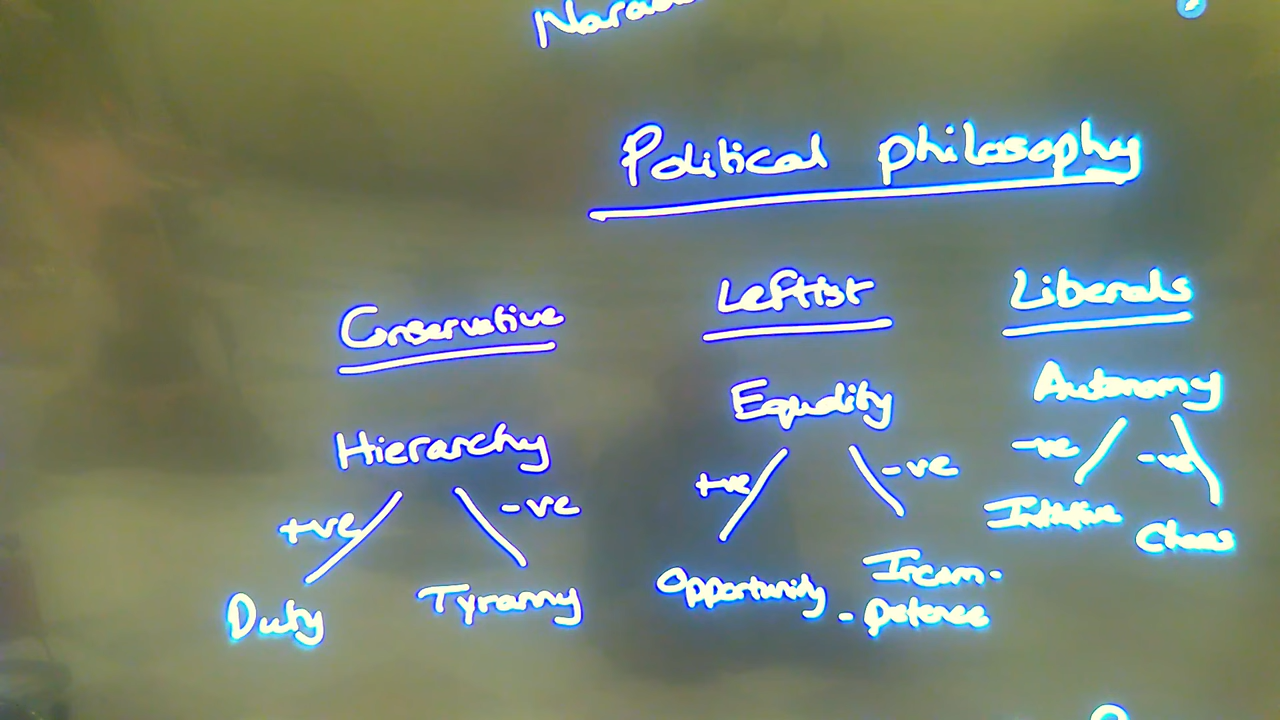 Political philosophy
Conservative
Leftist
Liberals
Hierarchy
Equality
Autonomy
+ve
-ve
+ve
-ve
-ve
-ve
Duty
Tyranny
Opportunity
Incom-
-petence
Initiative
Chaos